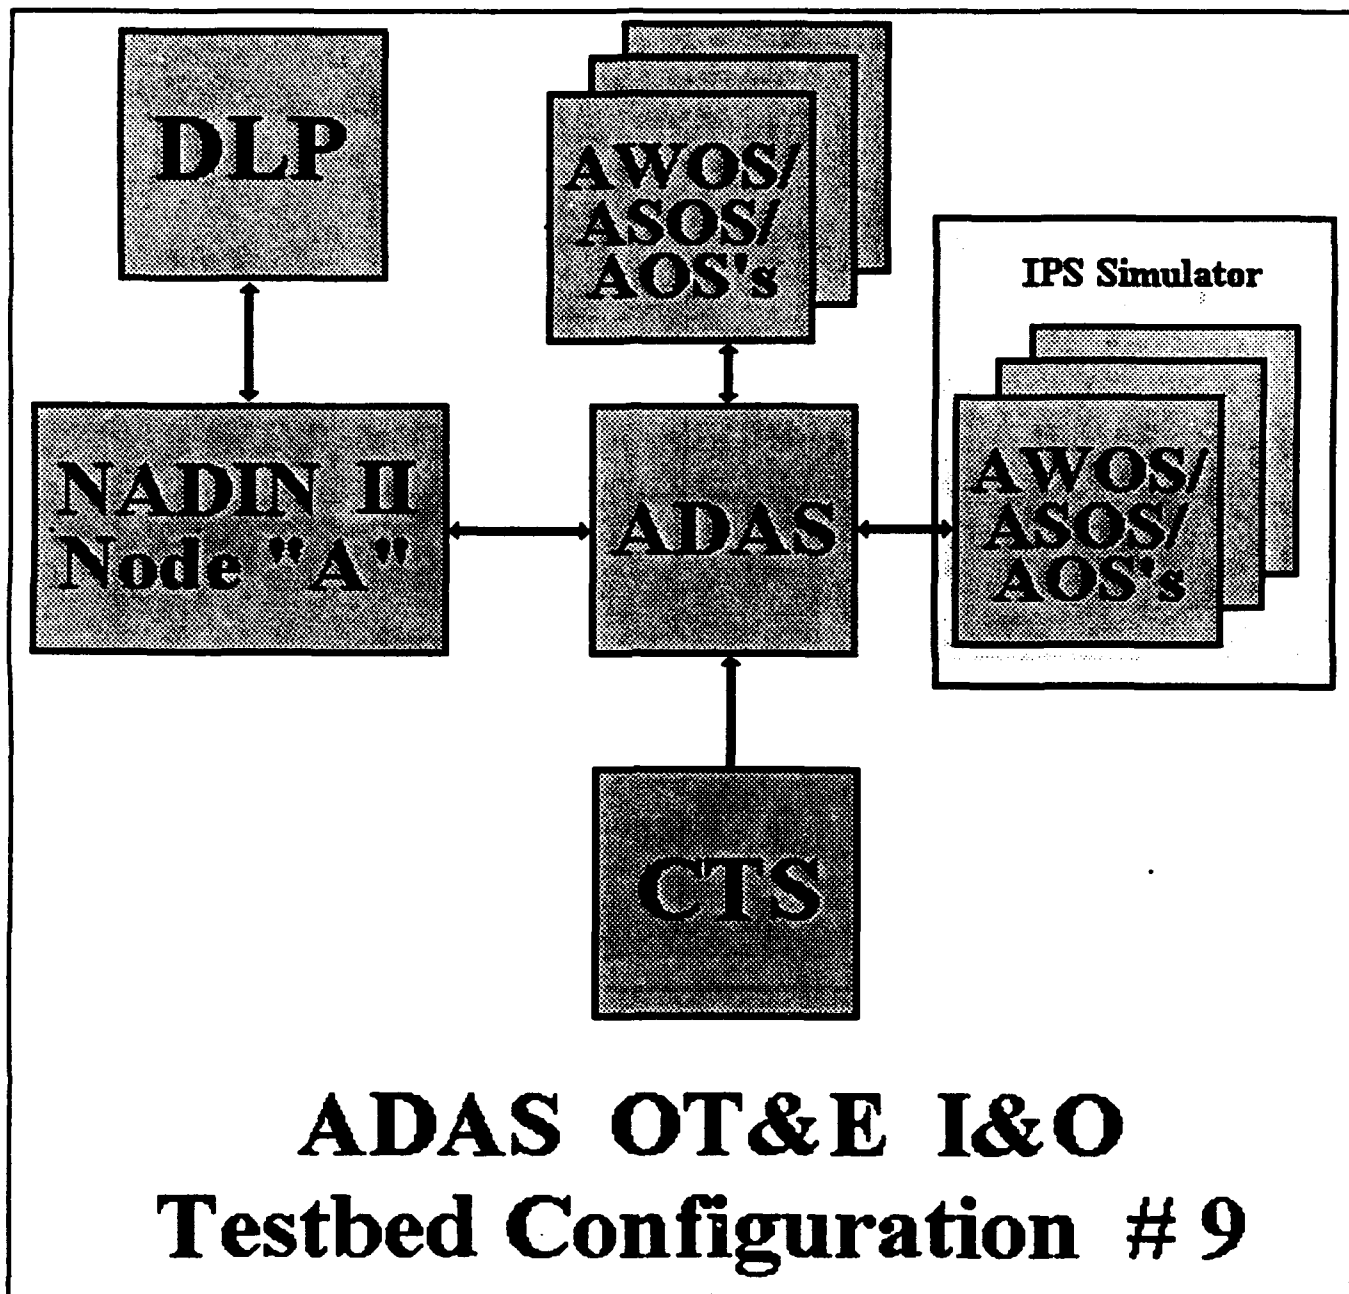 DLP
AWOS/
ASOS/
AOS's
IPS Simulator
AWOS/
ASOS/
AOS's
NADIN II
Node "A"
ADAS
CTS
ADAS OT&E I&O
Testbed Configuration # 9